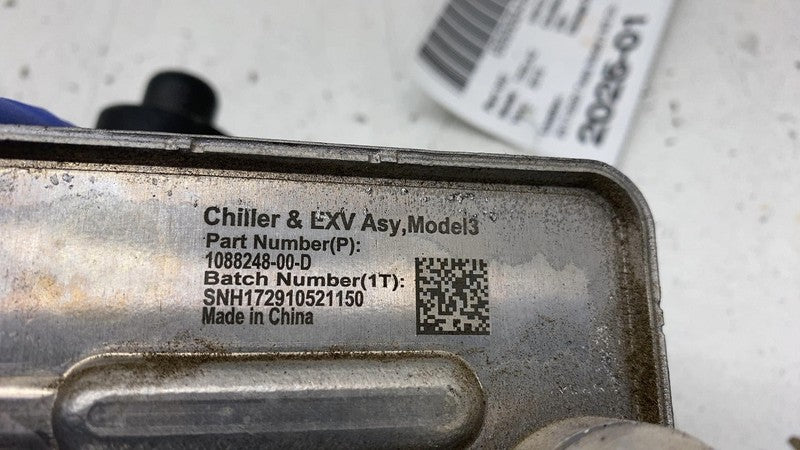 2026-01
Chiller & EXV Asy,Model3
Part Number(P):
1088248-00-D
Batch Number(1T):
SNH172910521150
Made in China